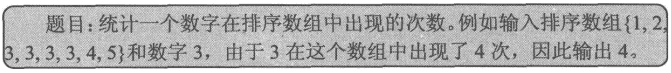 题目：统计一个数字在排序数组中出现的次数。例如输入排序数组{1, 2,
3, 3, 3, 3, 4, 5}和数字 3，由于 3 在这个数组中出现了 4 次，因此输出 4。